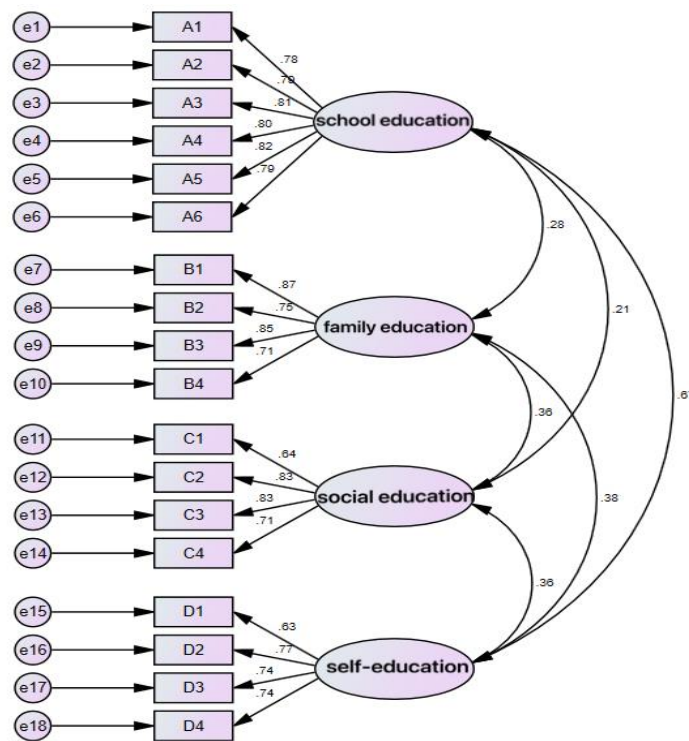 e1 A1
.78
e2 A2
.79
e3 A3
.81
school education
e4 A4
.80
e5 A5
.82
e6 A6
.79
.28
e7 B1
.87
e8 B2
.75
.21
family education
e9 B3
.85
e10 B4
.71
.36
e11 C1
.64
e12 C2
.83
social education
.38
e13 C3
.83
e14 C4
.71
.36
e15 D1
.63
e16 D2
.77
self-education
e17 D3
.74
e18 D4
.74